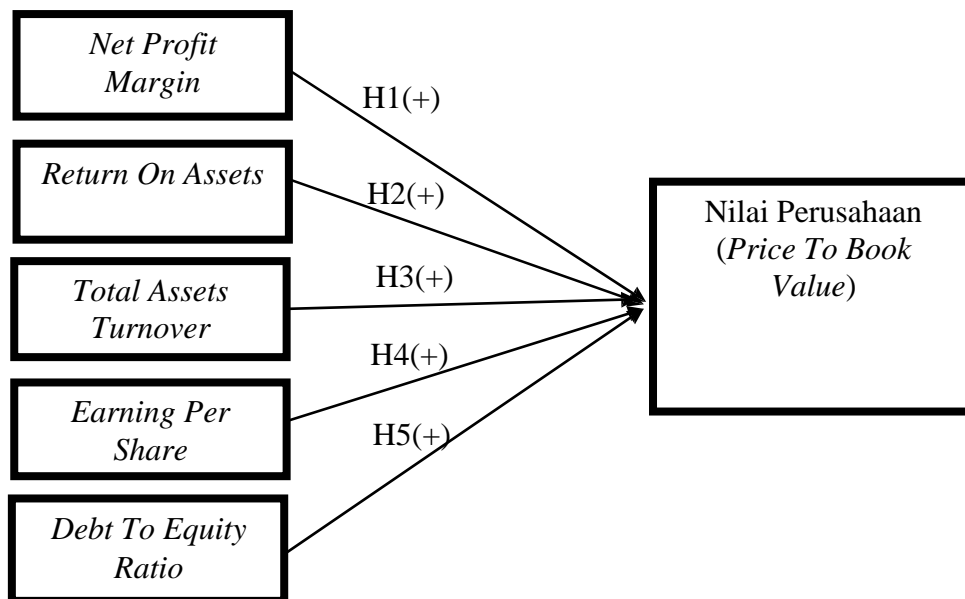 Net Profit
Margin
H1(+)
Return On Assets
H2(+)
Nilai Perusahaan
(Price To Book
Value)
Total Assets
Turnover
H3(+)
Earning Per
Share
H4(+)
H5(+)
Debt To Equity
Ratio